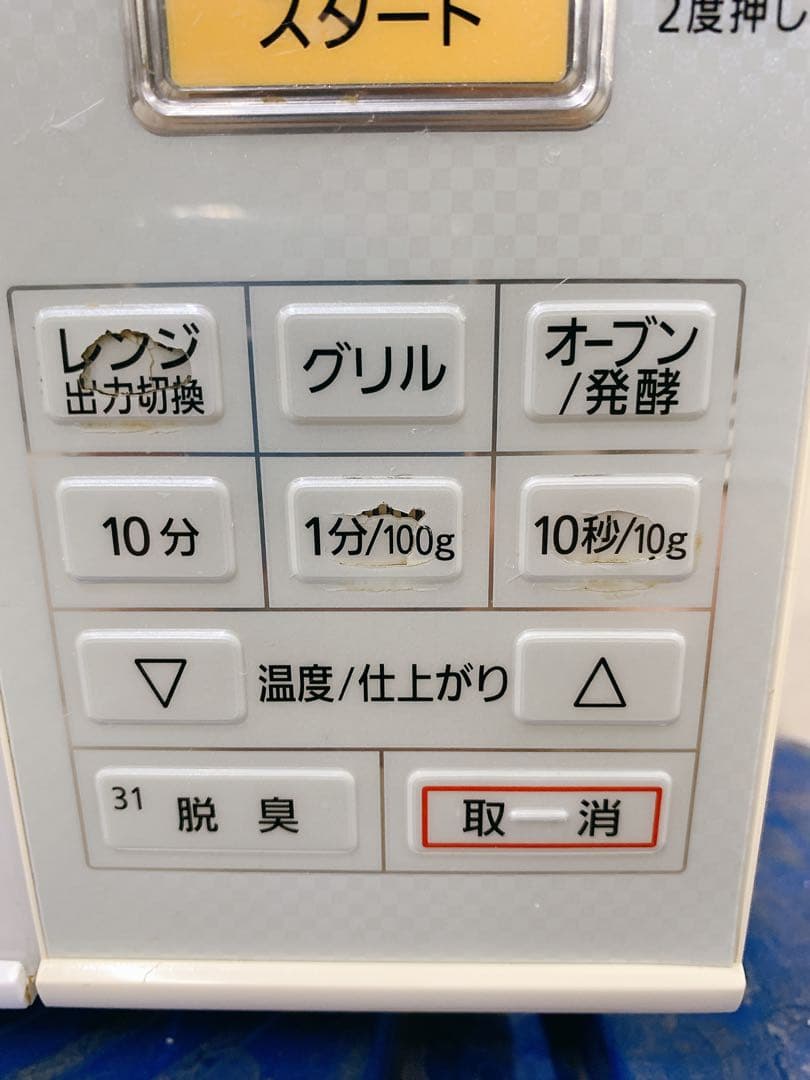 スタート
2度押し
レンジ
出力切換
グリル
オーブン
/発酵
10分
1分/100g
10秒/10g
▽
温度/仕上がり
△
31 脱臭
取消